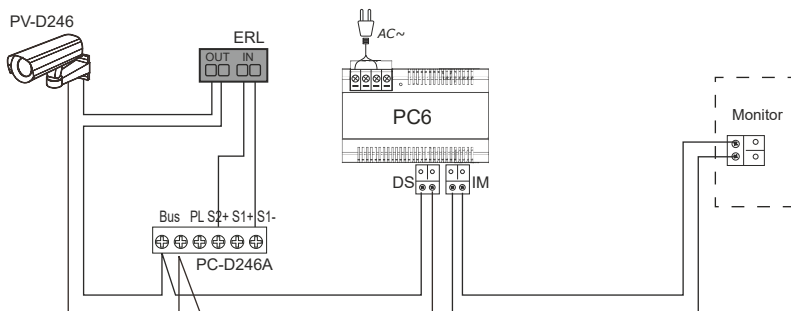 PV-D246
ERL
OUT IN
AC~
PC6
Monitor
DS
IM
Bus PL S2+ S1+ S1-
PC-D246A